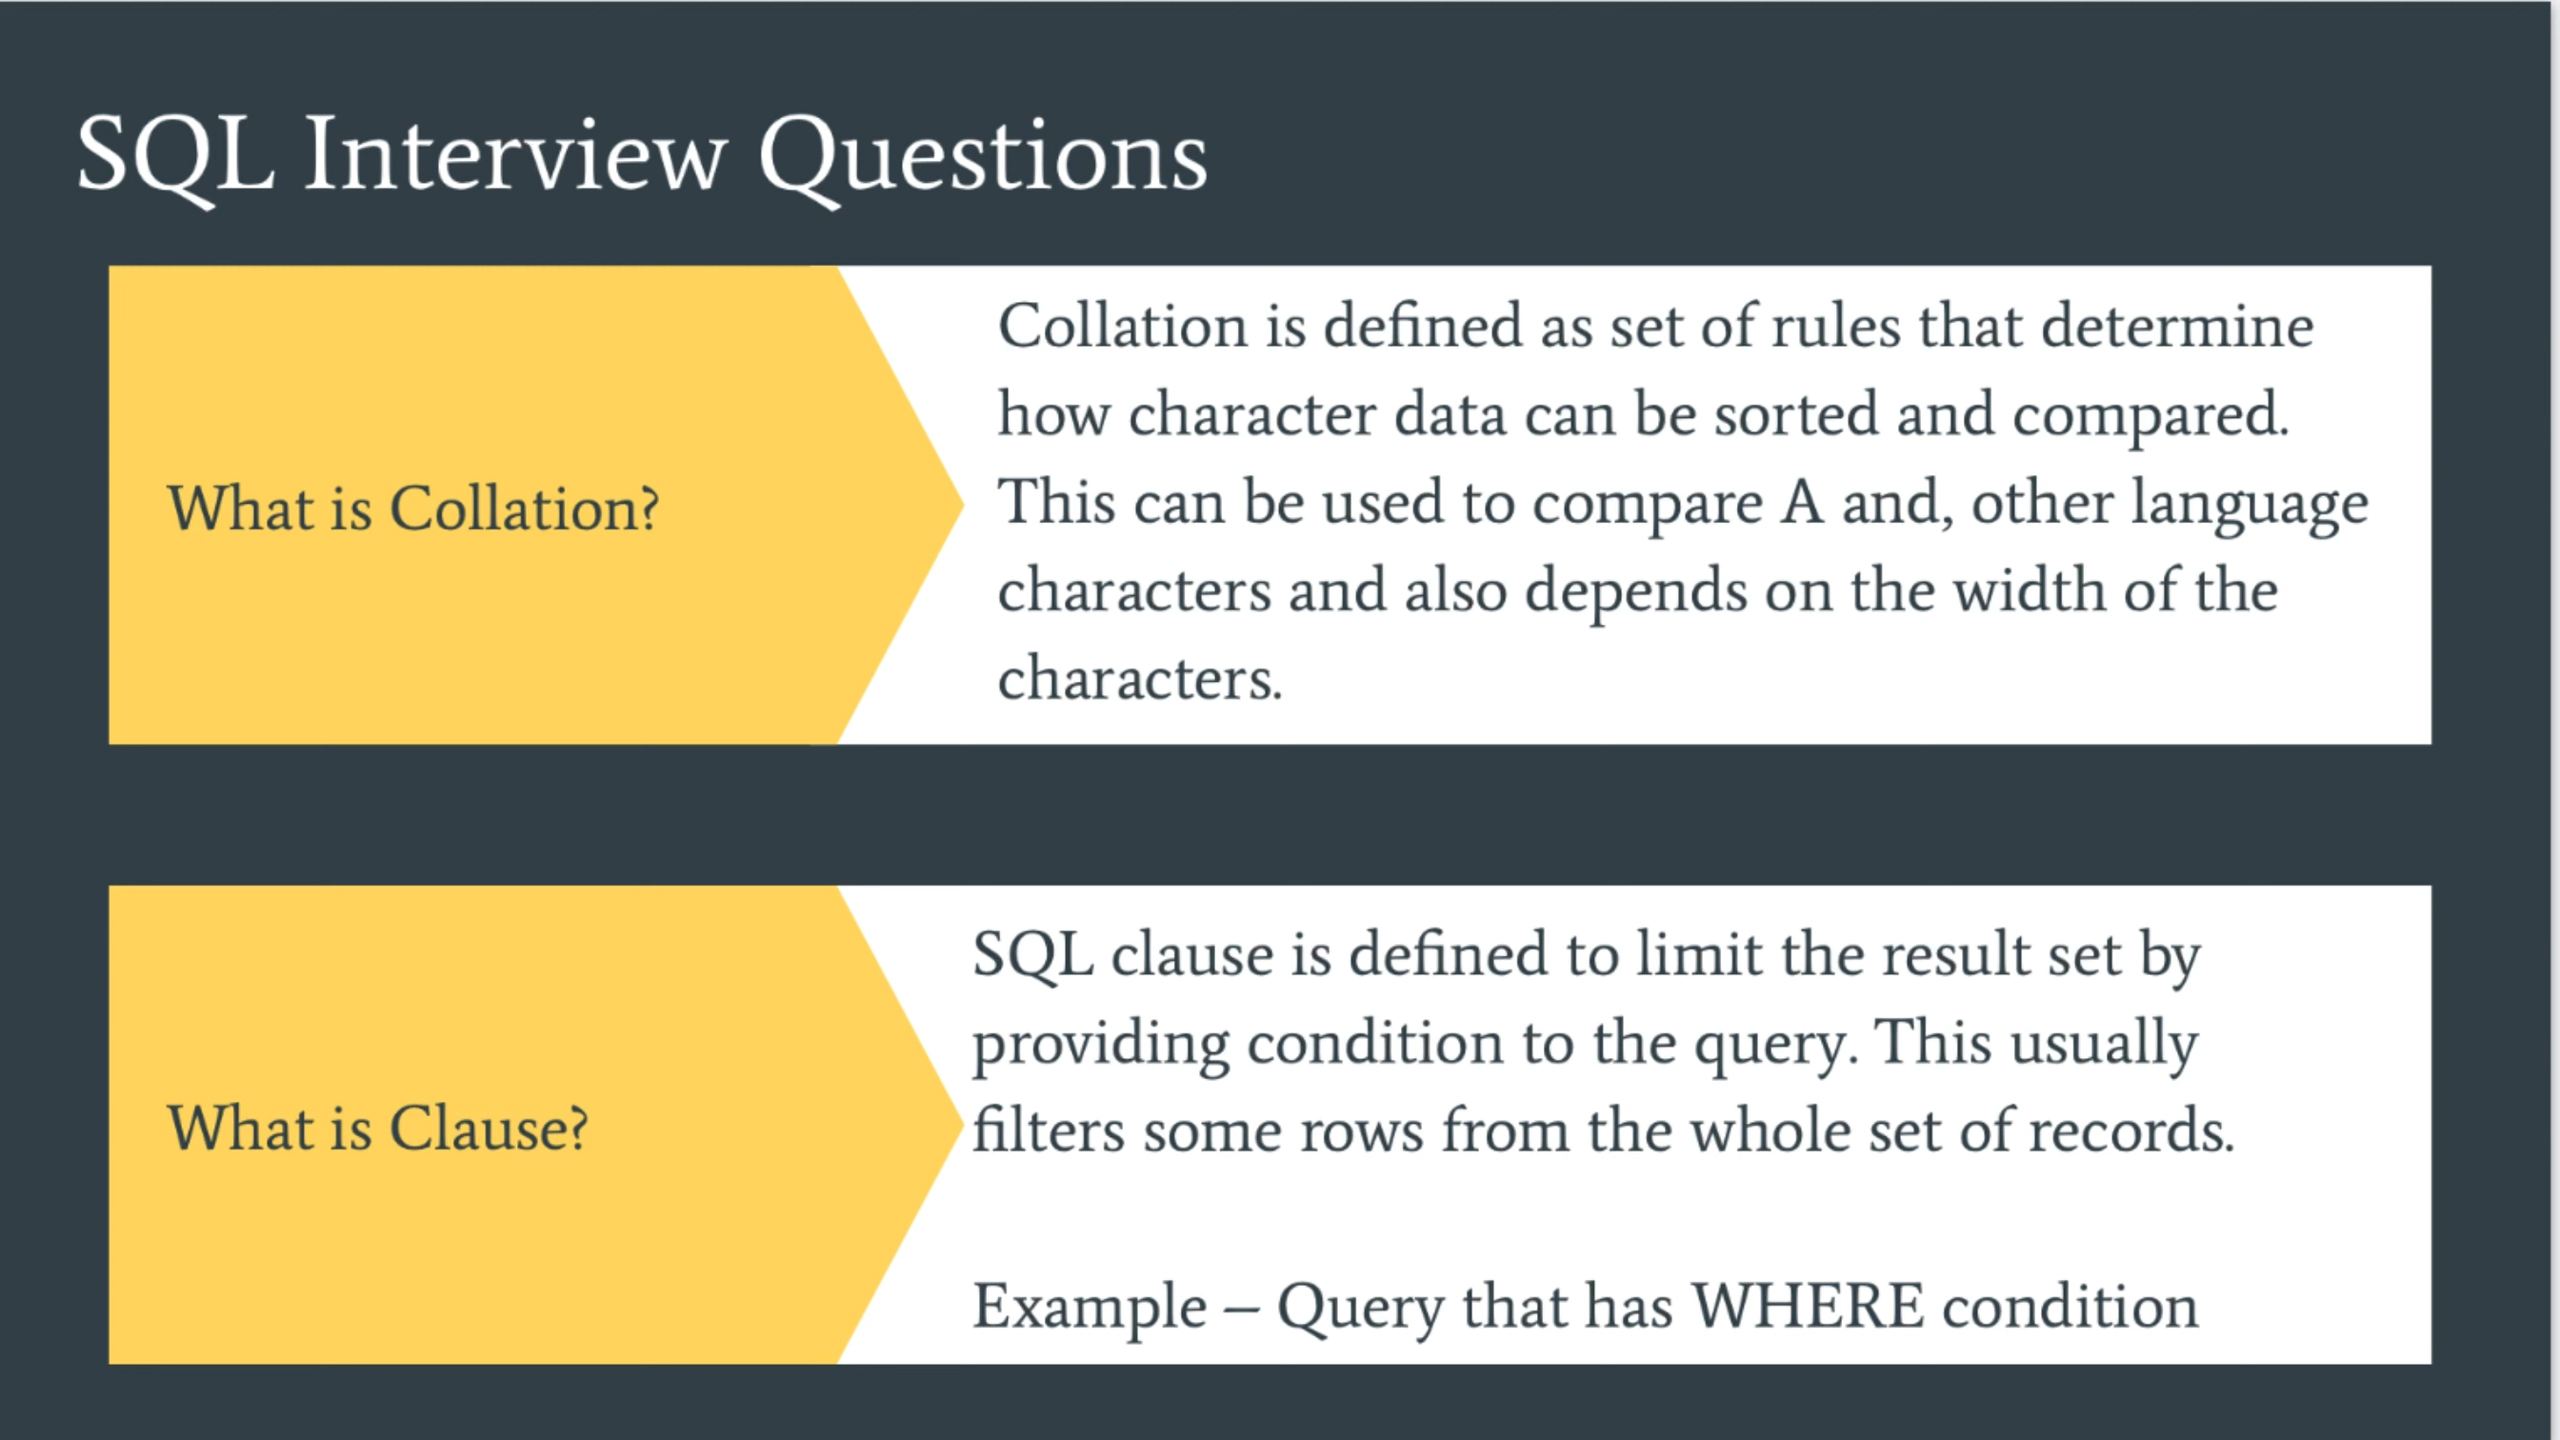 SQL Interview Questions
What is Collation?
Collation is defined as set of rules that determine
how character data can be sorted and compared.
This can be used to compare A and, other language
characters and also depends on the width of the
characters.
What is Clause?
SQL clause is defined to limit the result set by
providing condition to the query. This usually
filters some rows from the whole set of records.
Example – Query that has WHERE condition